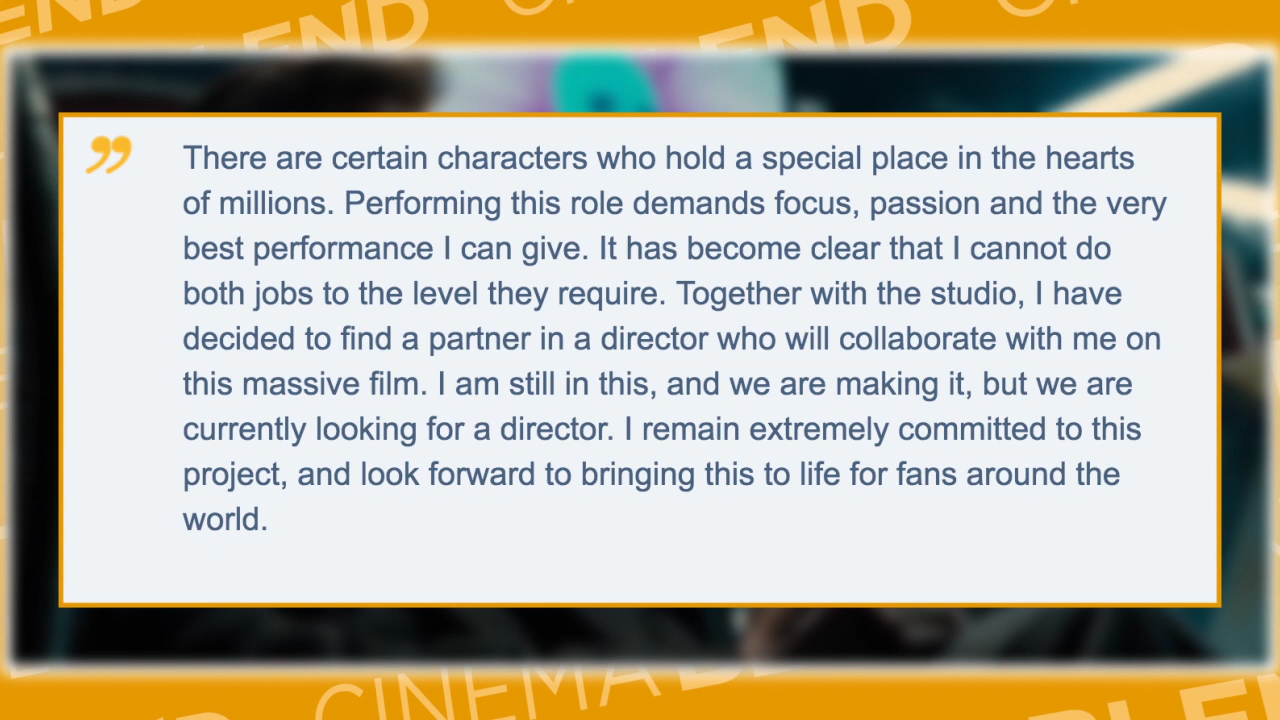 LEND
END
There are certain characters who hold a special place in the hearts
of millions. Performing this role demands focus, passion and the very
best performance I can give. It has become clear that I cannot do
both jobs to the level they require. Together with the studio, I have
decided to find a partner in a director who will collaborate with me on
this massive film. I am still in this, and we are making it, but we are
currently looking for a director. I remain extremely committed to this
project, and look forward to bringing this to life for fans around the
world.
CINEMABLEND
BLEND